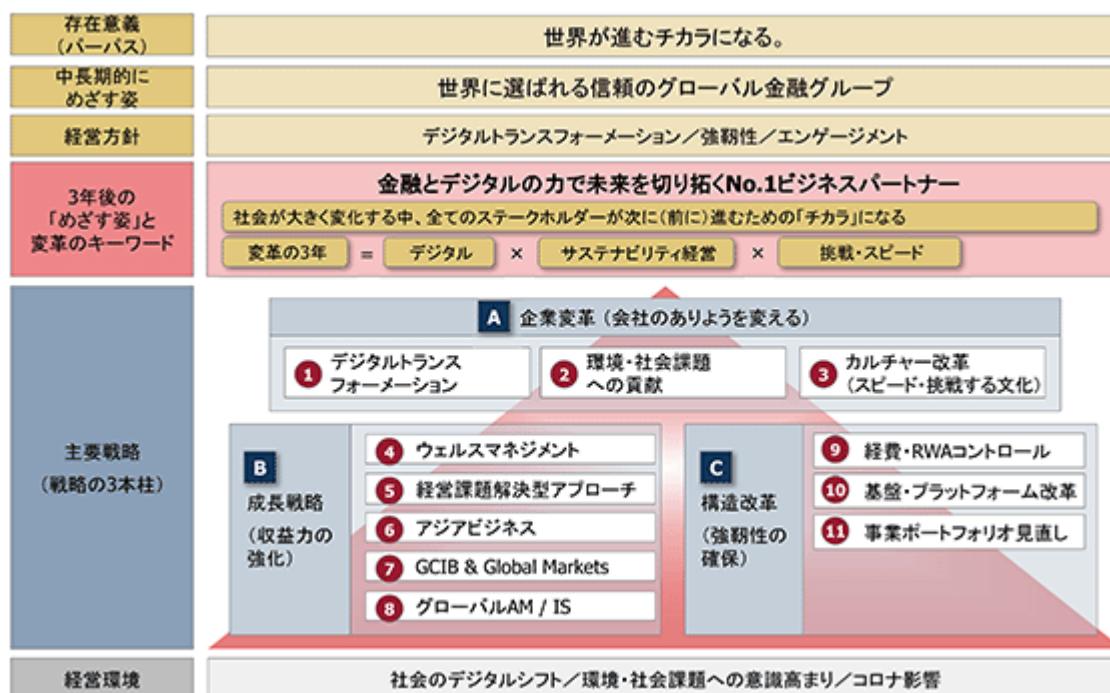 存在意義
(パーパス)
世界が進むチカラになる。
中長期的に
めざす姿
世界に選ばれる信頼のグローバル金融グループ
経営方針
デジタルトランスフォーメーション／強靭性／エンゲージメント
3年後の
「めざす姿」と
変革のキーワード
金融とデジタルの力で未来を切り拓くNo.1ビジネスパートナー
社会が大きく変化する中、全てのステークホルダーが次に(前に)進むための「チカラ」になる
変革の3年 = デジタル × サステナビリティ経営 × 挑戦・スピード
主要戦略
(戦略の3本柱)
A 企業変革（会社のありようを変える）
1 デジタルトランス
フォーメーション
2 環境・社会課題
への貢献
3 カルチャー改革
(スピード・挑戦する文化)
B
成長戦略
(収益力の
強化)
4 ウェルスマネジメント
5 経営課題解決型アプローチ
6 アジアビジネス
7 GCIB & Global Markets
8 グローバルAM / IS
C
構造改革
(強靭性の
確保)
9 経費・RWAコントロール
10 基盤・プラットフォーム改革
11 事業ポートフォリオ見直し
経営環境
社会のデジタルシフト／環境・社会課題への意識高まり／コロナ影響